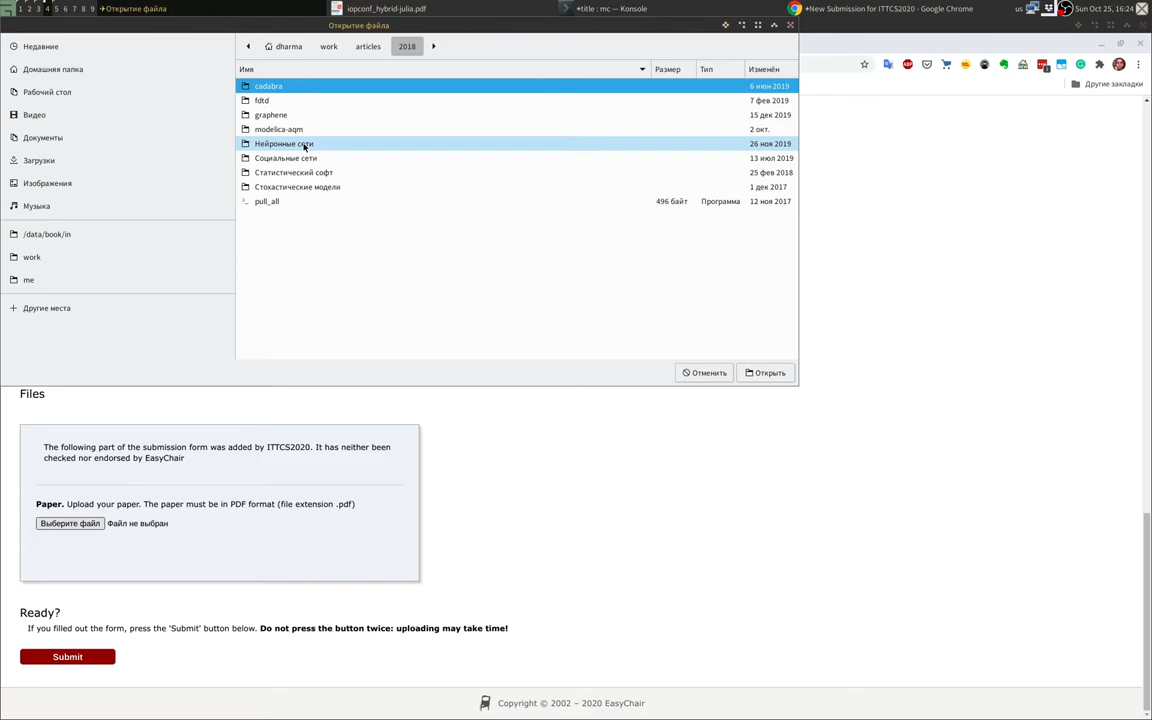 1 2 3 4 5 6 7 8 9 Открытие файла iopconf_hybrid-julia.pdf +title : mc — Konsole +New Submission for ITTCS2020 - Google Chrome us Sun Oct 25, 16:24
Открытие файла
Недавние
Домашняя папка
Рабочий стол
Видео
Документы
Загрузки
Изображения
Музыка
/data/book/in
work
me
Другие места
dharma work articles 2018
Имя Размер Тип Изменён
cadabra 6 июн 2019
fdtd 7 фев 2019
graphene 15 дек 2019
modelica-aqm 2 окт.
Нейронные сети 26 ноя 2019
Социальные сети 13 июл 2019
Статистический софт 25 фев 2018
Стохастические модели 1 дек 2017
pull_all 496 байт Программа 12 ноя 2017
Отменить Открыть
Другие закладки
Files
The following part of the submission form was added by ITTCS2020. It has neither been
checked nor endorsed by EasyChair
Paper. Upload your paper. The paper must be in PDF format (file extension .pdf)
Выберите файл Файл не выбран
Ready?
If you filled out the form, press the 'Submit' button below. Do not press the button twice: uploading may take time!
Submit
Copyright © 2002 – 2020 EasyChair